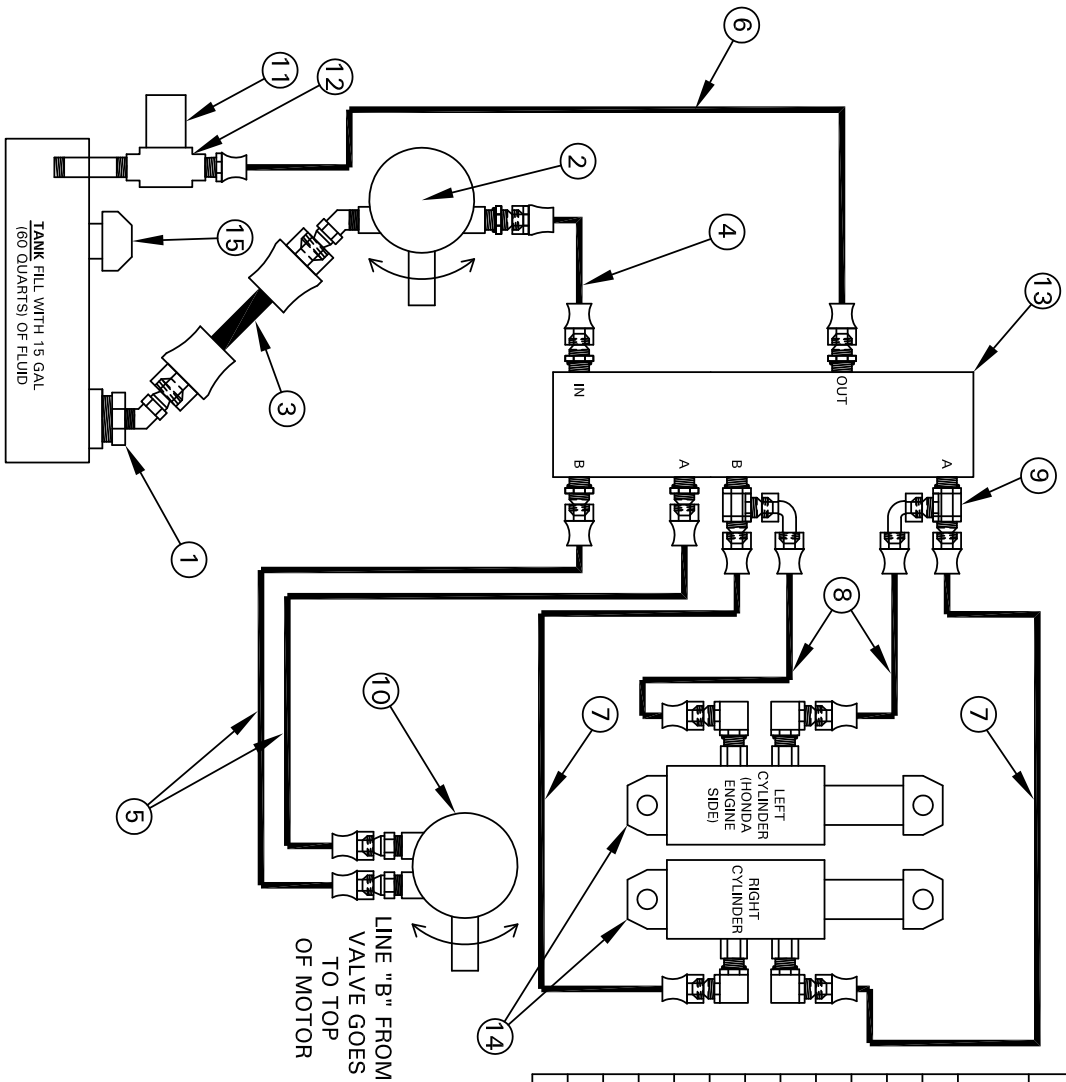 6
11
12
2
4
13
15
TANK FILL WITH 15 GAL
(60 QUARTS) OF FLUID
3
IN
OUT
B
A
B
A
9
1
8
10
7
7
5
LEFT
CYLINDER
(HONDA
ENGINE
SIDE)
RIGHT
CYLINDER
14
LINE "B" FROM
VALVE GOES
TO TOP
OF MOTOR